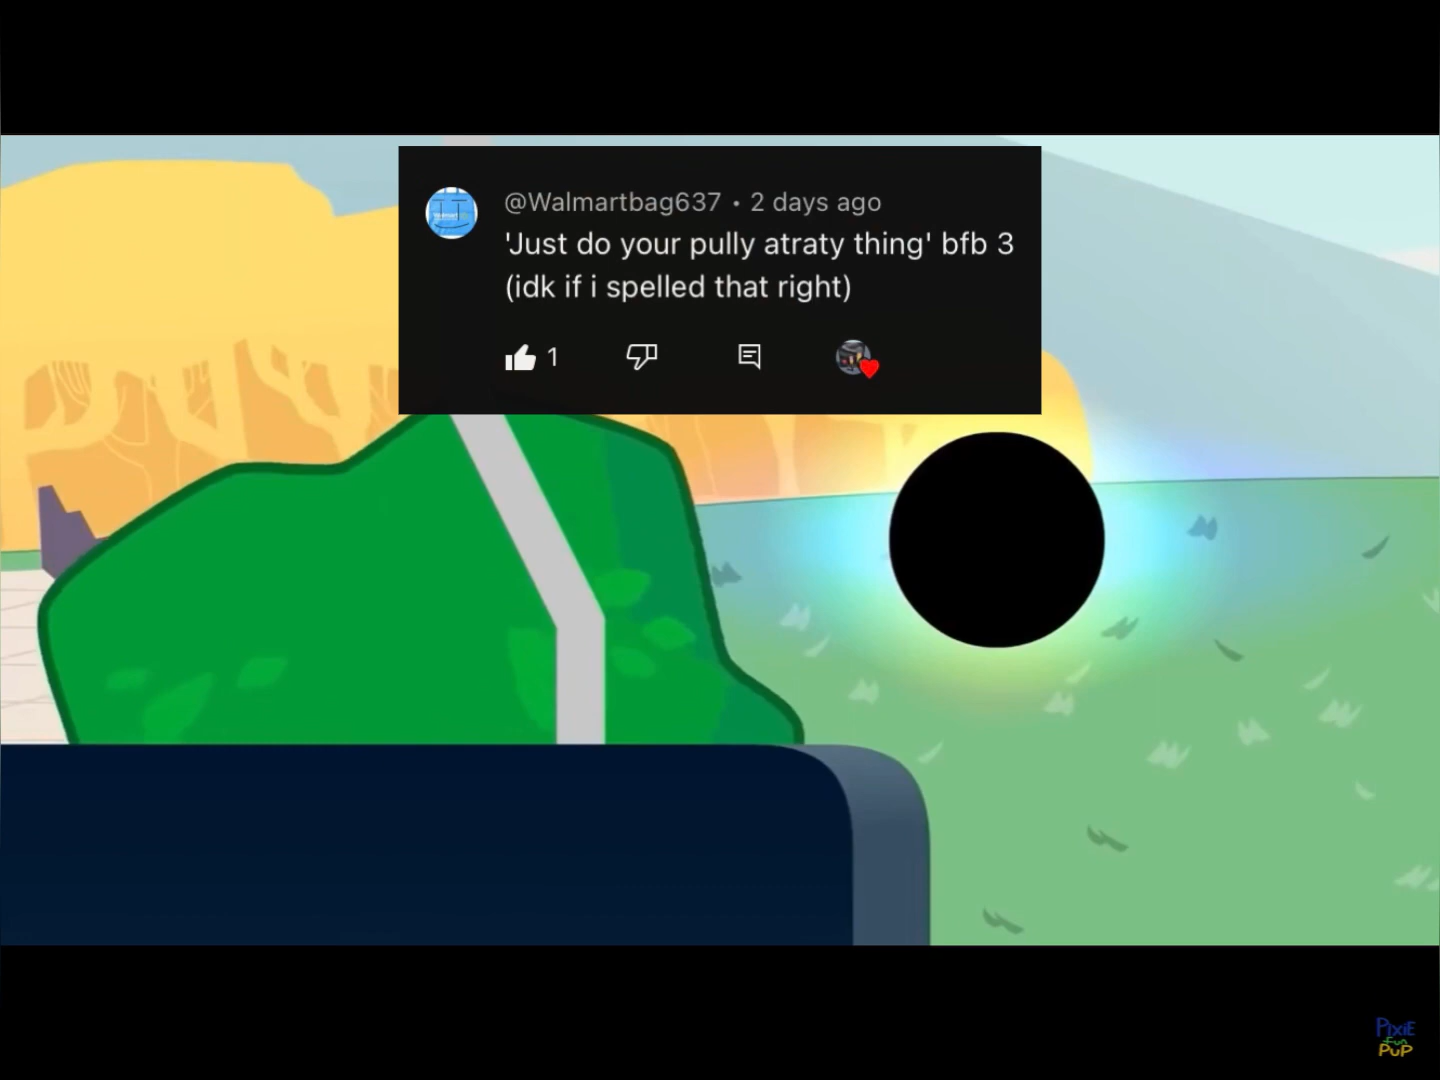 @Walmartbag637 • 2 days ago
'Just do your pully atraty thing' bfb 3
(idk if i spelled that right)
1
PIXIE
Fun
PUP